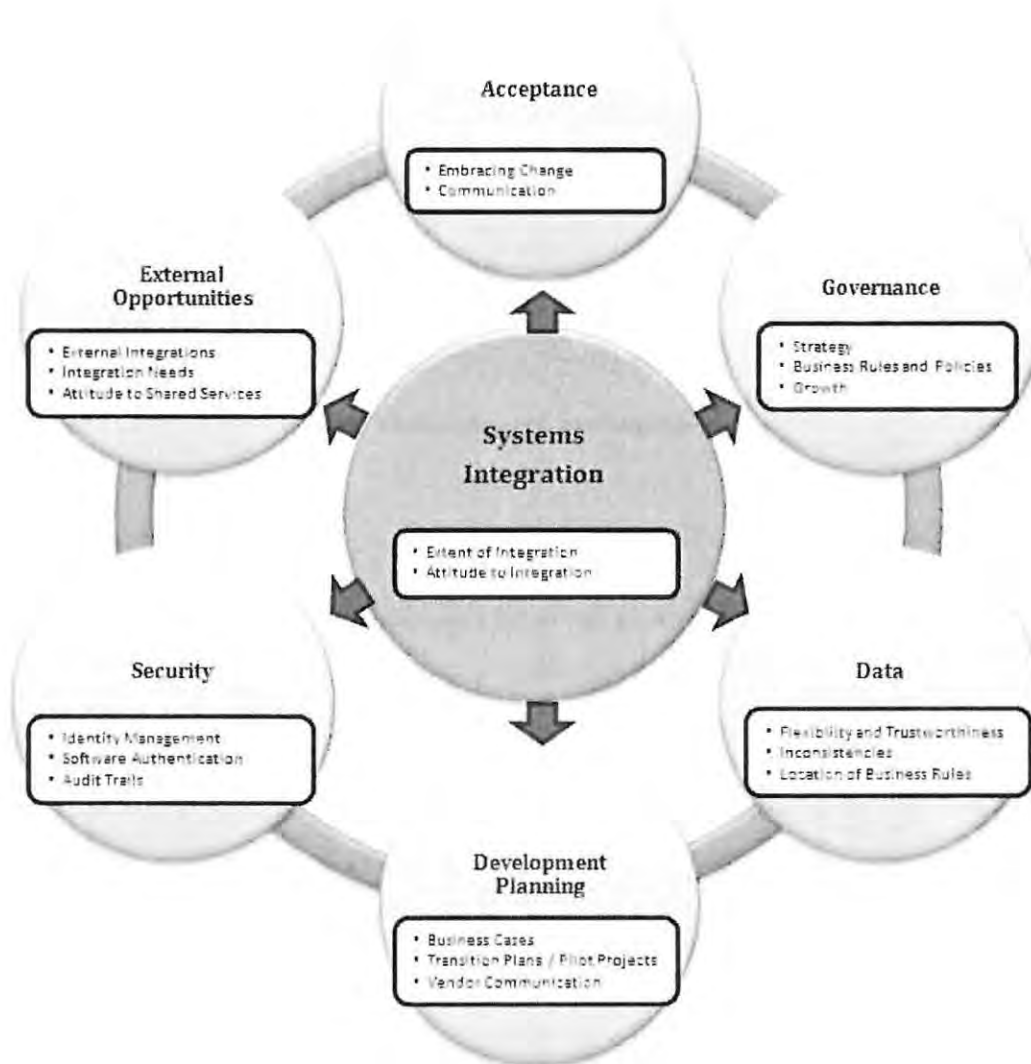 Acceptance
• Embracing Change
• Communication
External
Opportunities
• External Integrations
• Integration Needs
• Attitude to Shared Services
Governance
• Strategy
• Business Rules and Policies
• Growth
Systems
Integration
• Extent of Integration
• Attitude to Integration
Security
• Identity Management
• Software Authentication
• Audit Trails
Data
• Flexibility and Trustworthiness
• Inconsistencies
• Location of Business Rules
Development
Planning
• Business Cases
• Transition Plans / Pilot Projects
• Vendor Communication